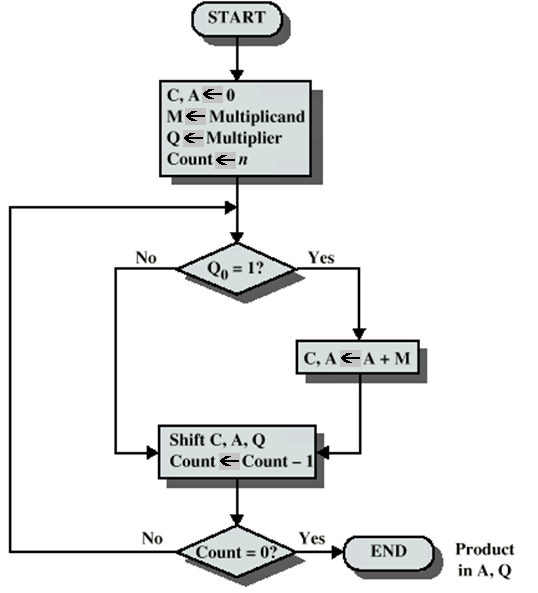 START
C, A ← 0
M ← Multiplicand
Q ← Multiplier
Count ← n
No
Q₀ = 1?
Yes
C, A ← A + M
Shift C, A, Q
Count ← Count − 1
No
Count = 0?
Yes
END
Product
in A, Q